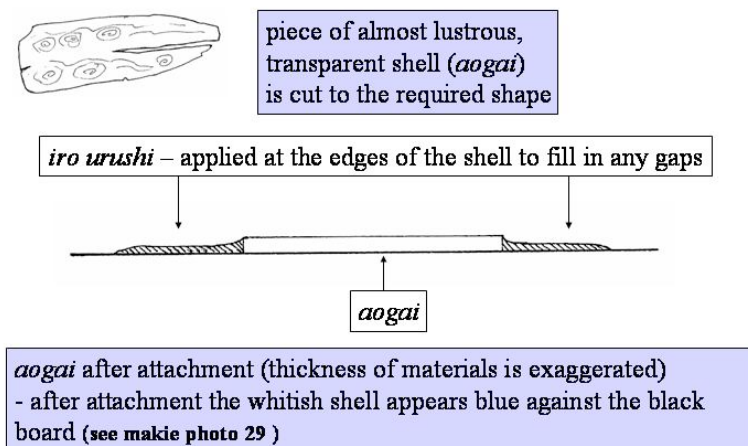 piece of almost lustrous,
transparent shell (aogai)
is cut to the required shape
iro urushi – applied at the edges of the shell to fill in any gaps
aogai
aogai after attachment (thickness of materials is exaggerated)
- after attachment the whitish shell appears blue against the black
board (see makie photo 29 )